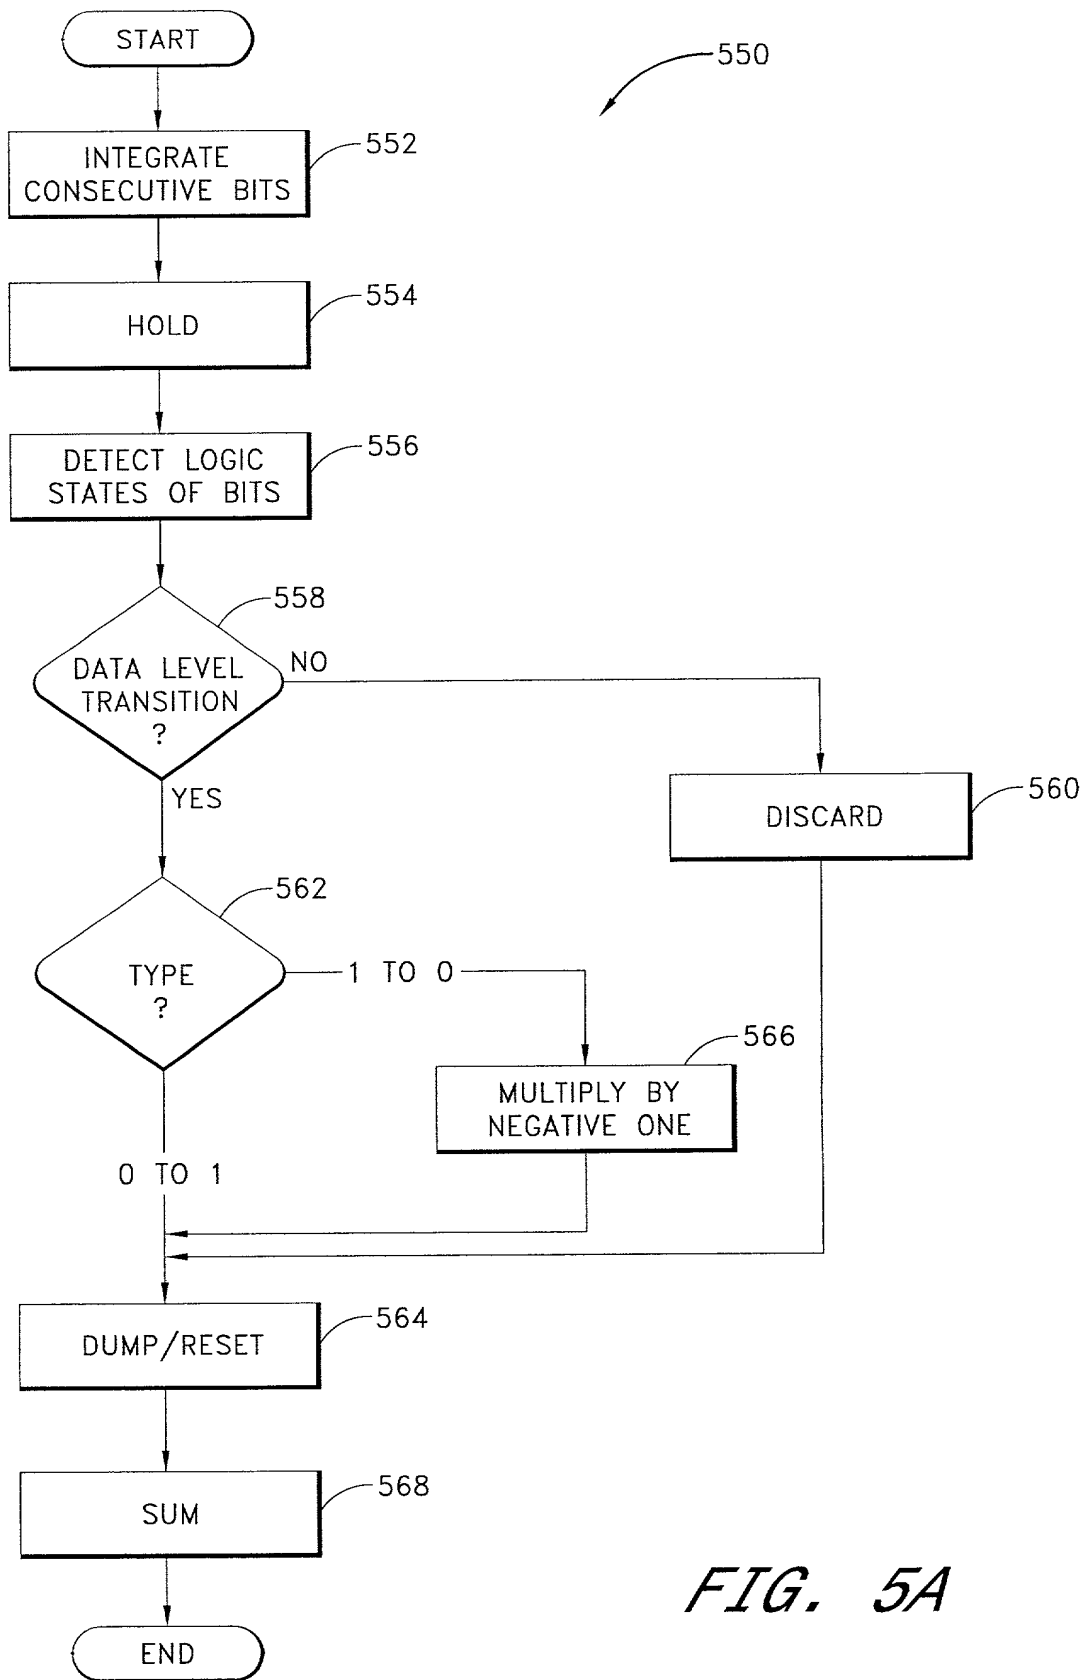 START
550
INTEGRATE
CONSECUTIVE BITS
552
HOLD
554
DETECT LOGIC
STATES OF BITS
556
558
DATA LEVEL
TRANSITION
?
NO
YES
DISCARD
560
562
TYPE
?
1 TO 0
566
MULTIPLY BY
NEGATIVE ONE
0 TO 1
DUMP/RESET
564
SUM
568
END
FIG. 5A